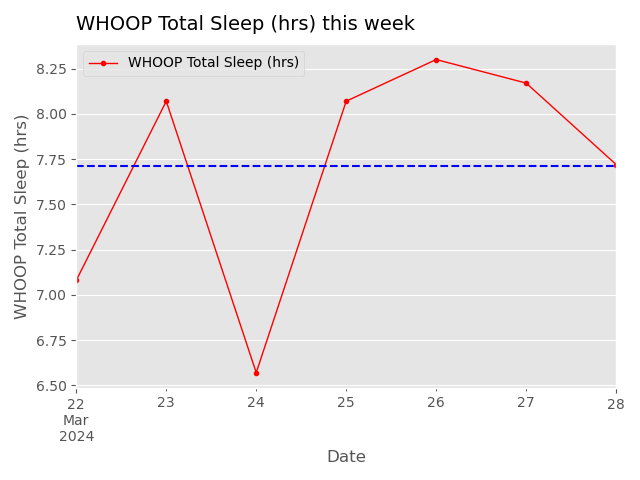 WHOOP Total Sleep (hrs) this week
WHOOP Total Sleep (hrs)
WHOOP Total Sleep (hrs)
8.25
8.00
7.75
7.50
7.25
7.00
6.75
6.50
22 23 24 25 26 27 28
Mar
2024
Date